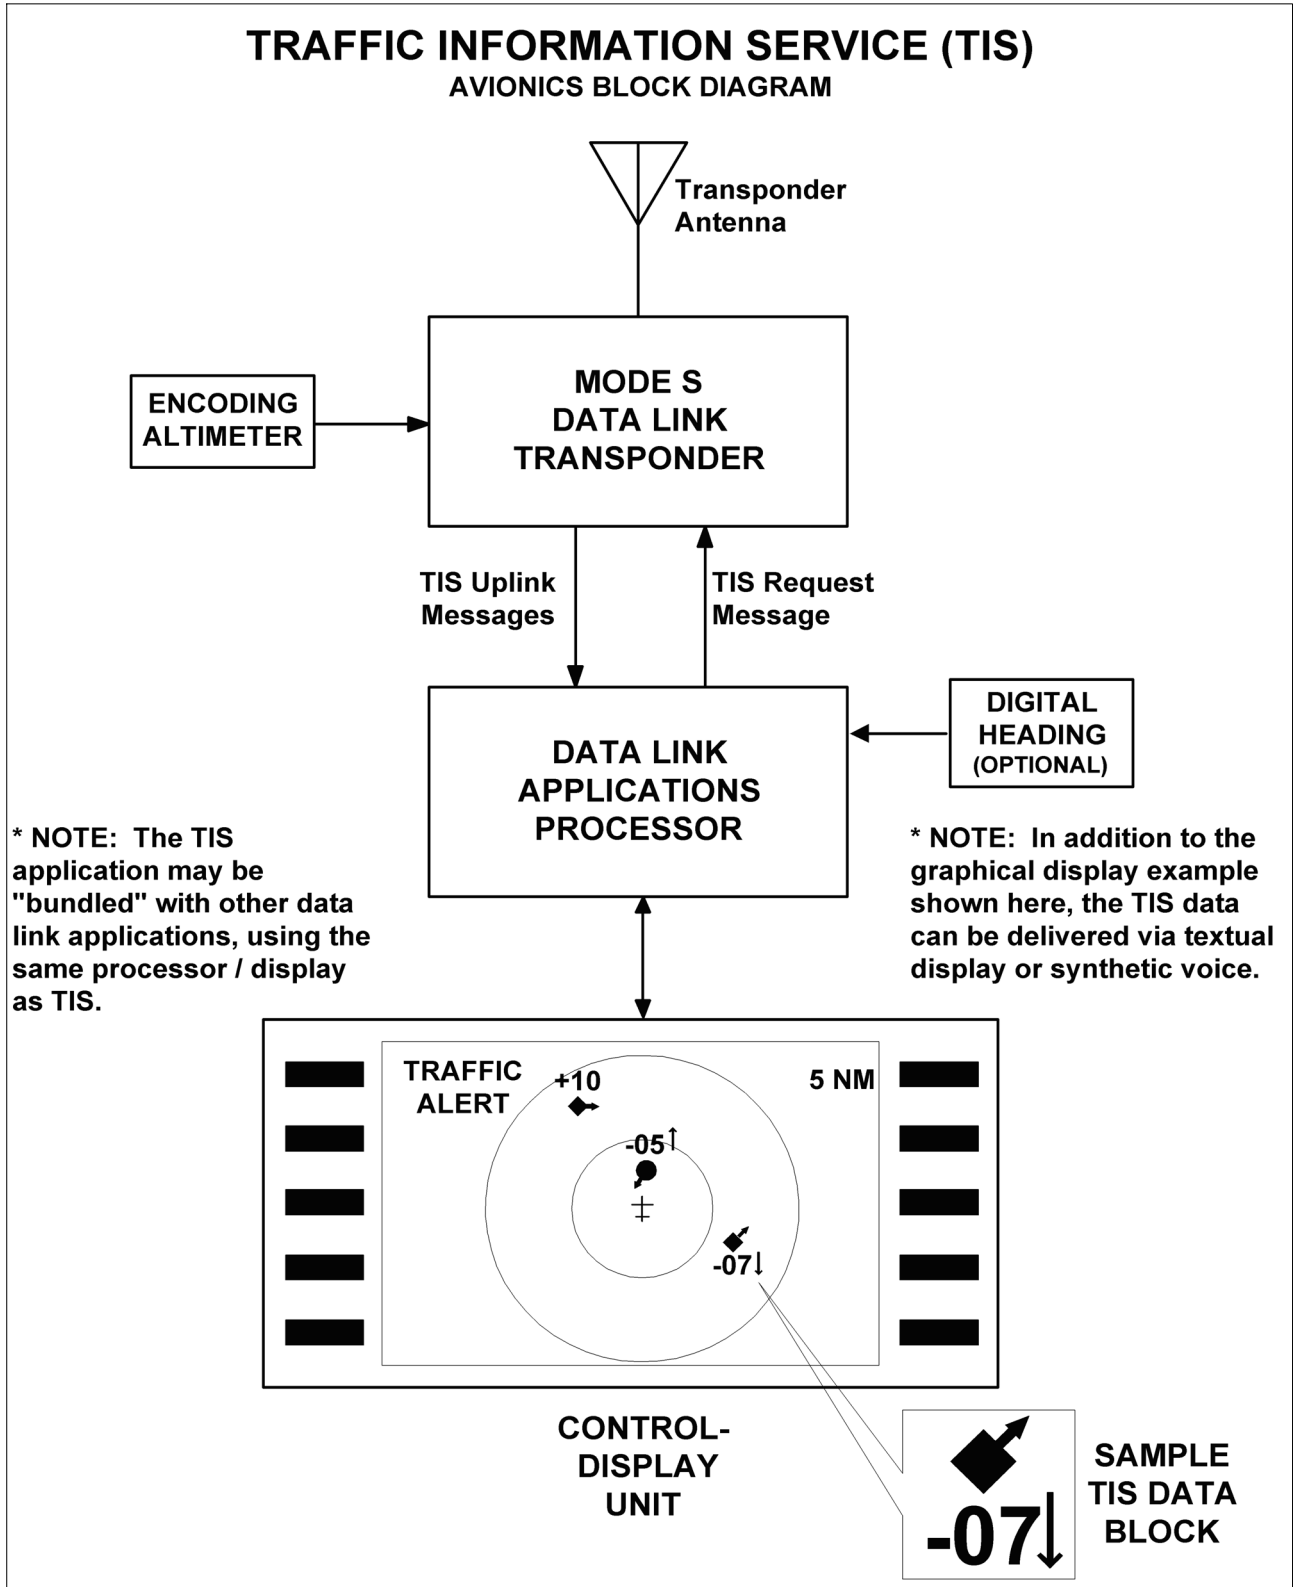 TRAFFIC INFORMATION SERVICE (TIS)
AVIONICS BLOCK DIAGRAM
Transponder
Antenna
MODE S
DATA LINK
TRANSPONDER
ENCODING
ALTIMETER
TIS Uplink
Messages
TIS Request
Message
DIGITAL
HEADING
(OPTIONAL)
DATA LINK
APPLICATIONS
PROCESSOR
* NOTE: The TIS
application may be
"bundled" with other data
link applications, using the
same processor / display
as TIS.
* NOTE: In addition to the
graphical display example
shown here, the TIS data
can be delivered via textual
display or synthetic voice.
TRAFFIC
ALERT
+10
5 NM
-05↑
-07↓
CONTROL-
DISPLAY
UNIT
-07↓
SAMPLE
TIS DATA
BLOCK